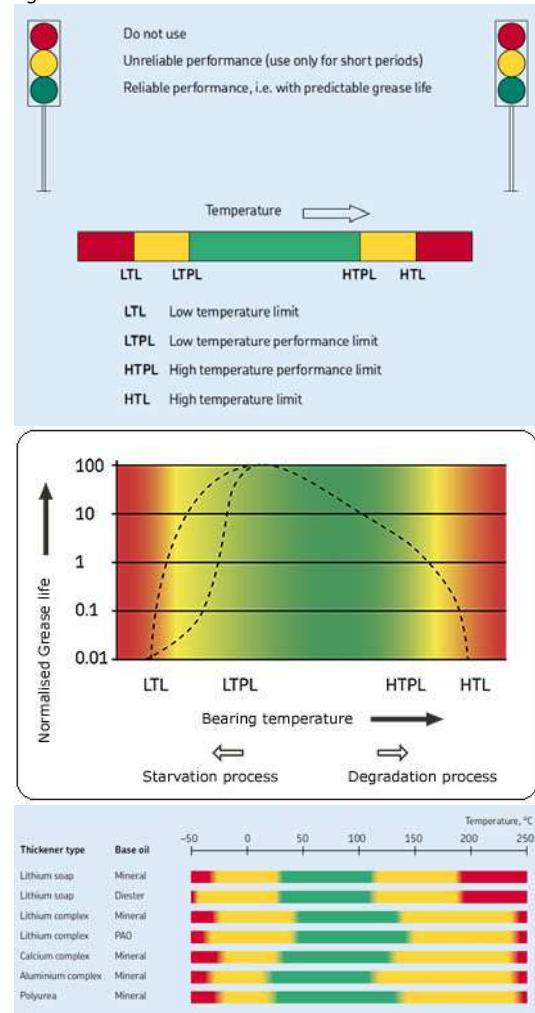 Do not use
Unreliable performance (use only for short periods)
Reliable performance, i.e. with predictable grease life
Temperature
LTL LTPL HTPL HTL
LTL Low temperature limit
LTPL Low temperature performance limit
HTPL High temperature performance limit
HTL High temperature limit
Normalised Grease life
100
10
1
0.1
0.01
LTL LTPL HTPL HTL
Bearing temperature
Starvation process Degradation process
Temperature, °C
Thickener type Base oil -50 0 50 100 150 200 250
Lithium soap Mineral
Lithium soap Diester
Lithium complex Mineral
Lithium complex PAO
Calcium complex Mineral
Aluminium complex Mineral
Polyurea Mineral